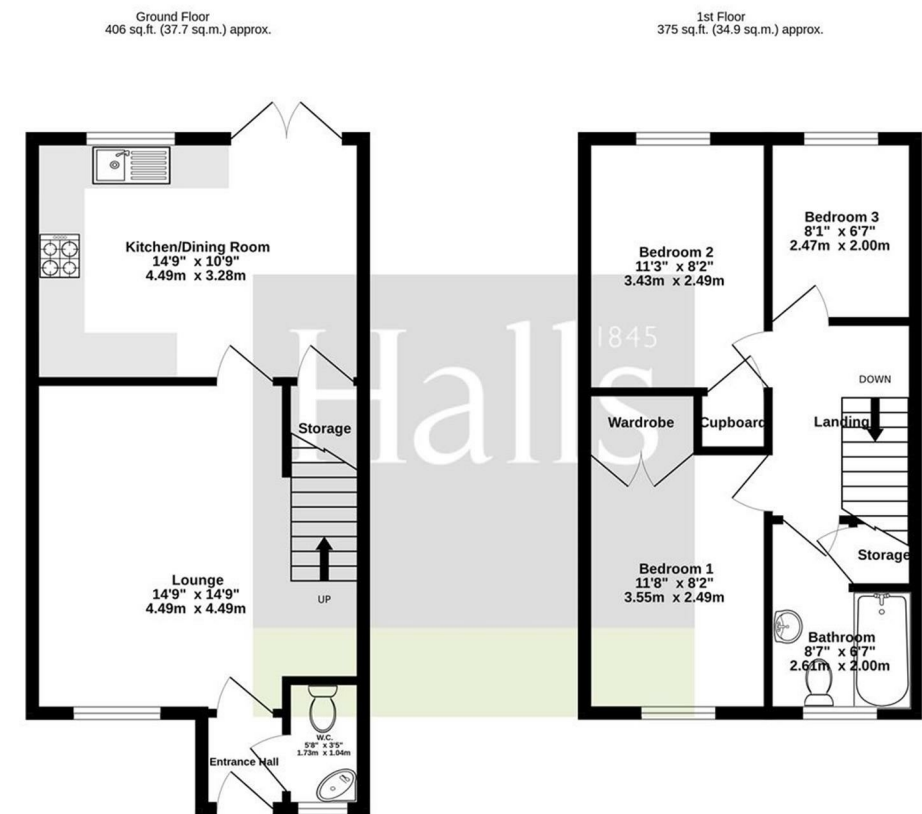 Ground Floor
406 sq.ft. (37.7 sq.m.) approx.
1st Floor
375 sq.ft. (34.9 sq.m.) approx.
Kitchen/Dining Room
14'9" x 10'9"
4.49m x 3.28m
Storage
UP
Lounge
14'9" x 14'9"
4.49m x 4.49m
Entrance Hall
W.C.
5'8" x 3'5"
1.73m x 1.04m
Halls
1845
Bedroom 2
11'3" x 8'2"
3.43m x 2.49m
Bedroom 3
8'1" x 6'7"
2.47m x 2.00m
DOWN
Wardrobe
Cupboard
Landing
Storage
Bedroom 1
11'8" x 8'2"
3.55m x 2.49m
Bathroom
8'7" x 6'7"
2.61m x 2.00m